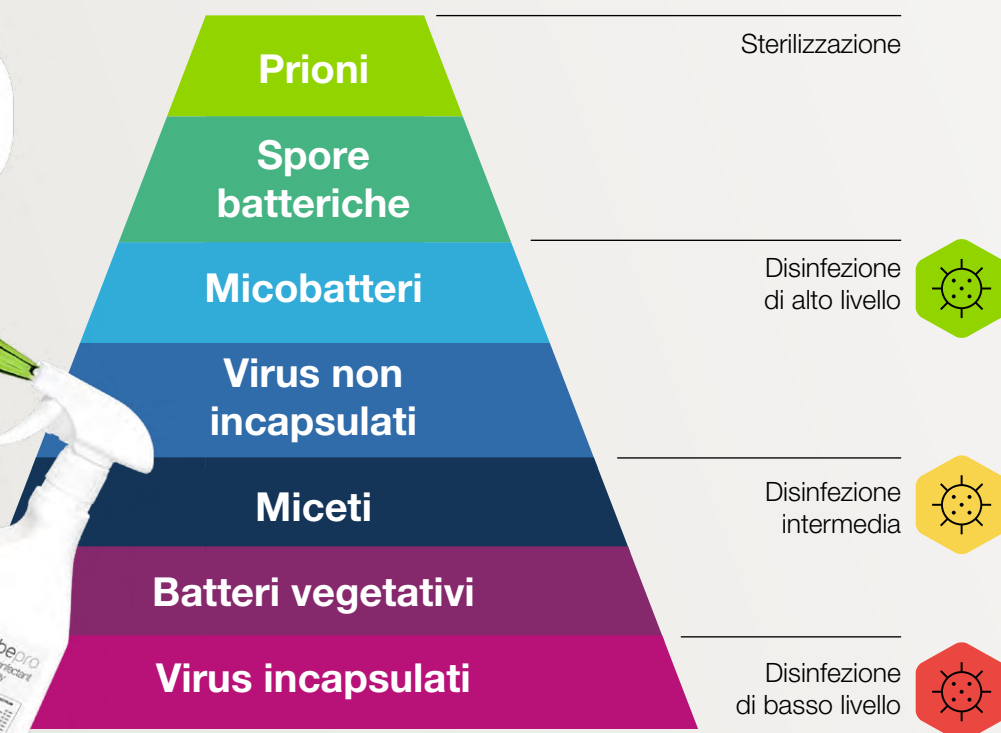 Prioni
Sterilizzazione
Spore
batteriche
Micobatteri
Disinfezione
di alto livello
Virus non
incapsulati
Miceti
Disinfezione
intermedia
Batteri vegetativi
Virus incapsulati
Disinfezione
di basso livello